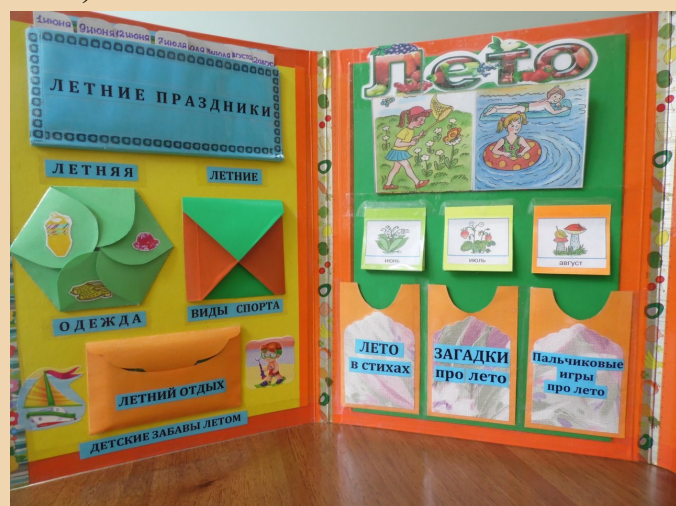 1июня
ЛЕТНИЕ ПРАЗДНИКИ
ЛЕТНЯЯ
ЛЕТНИЕ
ОДЕЖДА
ВИДЫ СПОРТА
ЛЕТНИЙ ОТДЫХ
ДЕТСКИЕ ЗАБАВЫ ЛЕТОМ
Лето
июнь
июль
август
ЛЕТО
в стихах
ЗАГАДКИ
про лето
Пальчиковые
игры
про лето